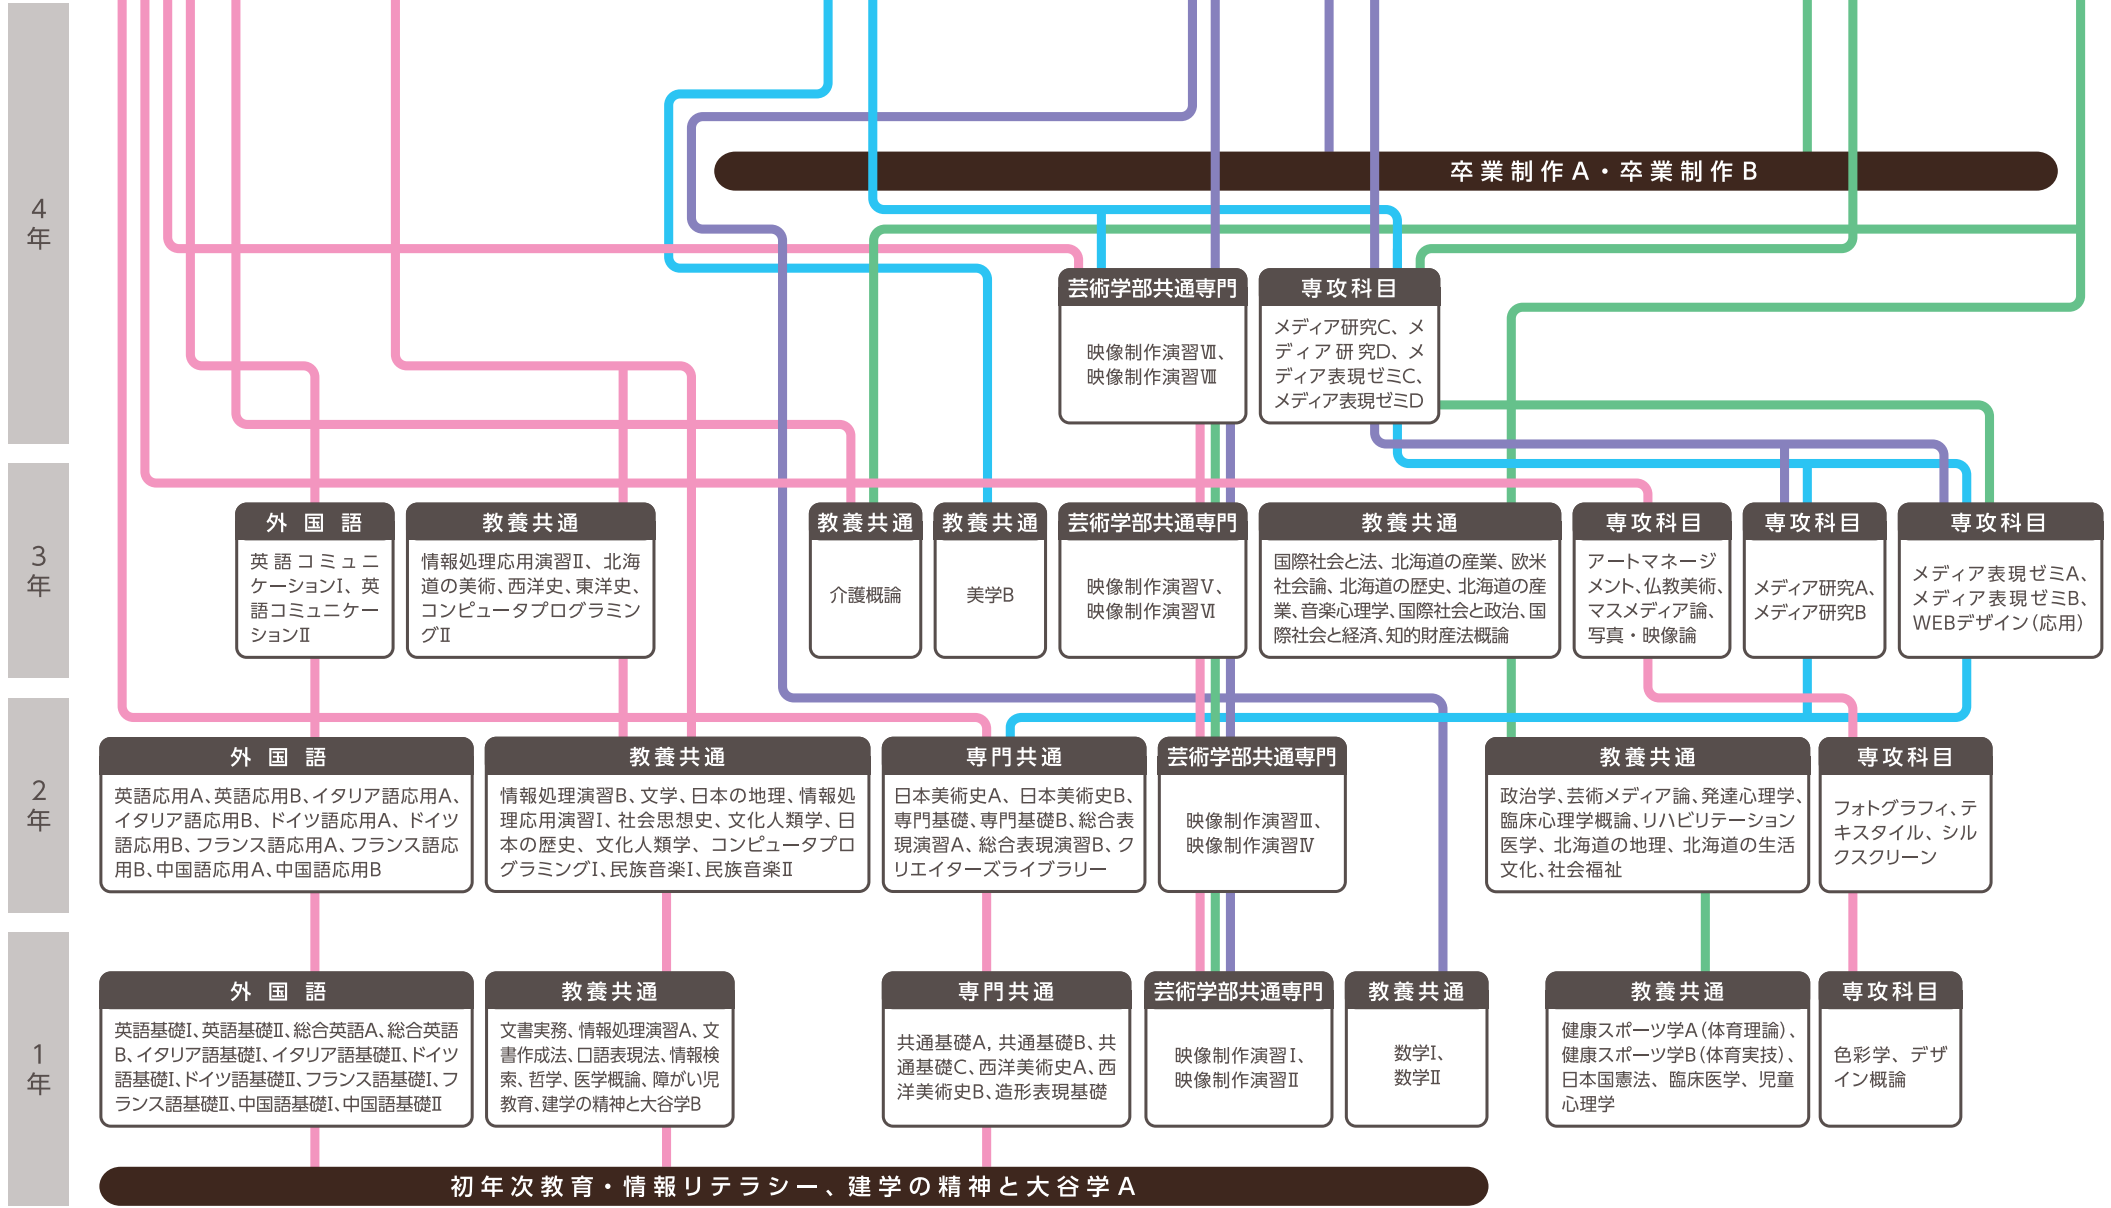 4
年
卒業制作A・卒業制作B
芸術学部共通専門
映像制作演習Ⅶ、
映像制作演習Ⅷ
専攻科目
メディア研究C、メ
ディア研究D、メ
ディア表現ゼミC、
メディア表現ゼミD
3
年
外国語
英語コミュニ
ケーションⅠ、英
語コミュニケー
ションⅡ
教養共通
情報処理応用演習Ⅱ、北海
道の美術、西洋史、東洋史、
コンピュータプログラミン
グⅡ
教養共通
介護概論
教養共通
美学B
芸術学部共通専門
映像制作演習Ⅴ、
映像制作演習Ⅵ
教養共通
国際社会と法、北海道の産業、欧米
社会論、北海道の歴史、北海道の産
業、音楽心理学、国際社会と政治、国
際社会と経済、知的財産法概論
専攻科目
アートマネージ
メント、仏教美術、
マスメディア論、
写真・映像論
専攻科目
メディア研究A、
メディア研究B
専攻科目
メディア表現ゼミA、
メディア表現ゼミB、
WEBデザイン(応用)
2
年
外国語
英語応用A、英語応用B、イタリア語応用A、
イタリア語応用B、ドイツ語応用A、ドイツ
語応用B、フランス語応用A、フランス語応
用B、中国語応用A、中国語応用B
教養共通
情報処理演習B、文学、日本の地理、情報処
理応用演習Ⅰ、社会思想史、文化人類学、日
本の歴史、文化人類学、コンピュータプロ
グラミングⅠ、民族音楽Ⅰ、民族音楽Ⅱ
専門共通
日本美術史A、日本美術史B、
専門基礎、専門基礎B、総合表
現演習A、総合表現演習B、ク
リエイターズライブラリー
芸術学部共通専門
映像制作演習Ⅲ、
映像制作演習Ⅳ
教養共通
政治学、芸術メディア論、発達心理学、
臨床心理学概論、リハビリテーション
医学、北海道の地理、北海道の生活
文化、社会福祉
専攻科目
フォトグラフィ、テ
キスタイル、シル
クスクリーン
1
年
外国語
英語基礎Ⅰ、英語基礎Ⅱ、総合英語A、総合英語
B、イタリア語基礎Ⅰ、イタリア語基礎Ⅱ、ドイツ
語基礎Ⅰ、ドイツ語基礎Ⅱ、フランス語基礎Ⅰ、フ
ランス語基礎Ⅱ、中国語基礎Ⅰ、中国語基礎Ⅱ
教養共通
文書実務、情報処理演習A、文
書作成法、口語表現法、情報検
索、哲学、医学概論、障がい児
教育、建学の精神と大谷学B
専門共通
共通基礎A, 共通基礎B、共
通基礎C、西洋美術史A、西
洋美術史B、造形表現基礎
芸術学部共通専門
映像制作演習Ⅰ、
映像制作演習Ⅱ
教養共通
数学Ⅰ、
数学Ⅱ
教養共通
健康スポーツ学A(体育理論)、
健康スポーツ学B(体育実技)、
日本国憲法、臨床医学、児童
心理学
専攻科目
色彩学、デザ
イン概論
初年次教育・情報リテラシー、建学の精神と大谷学A